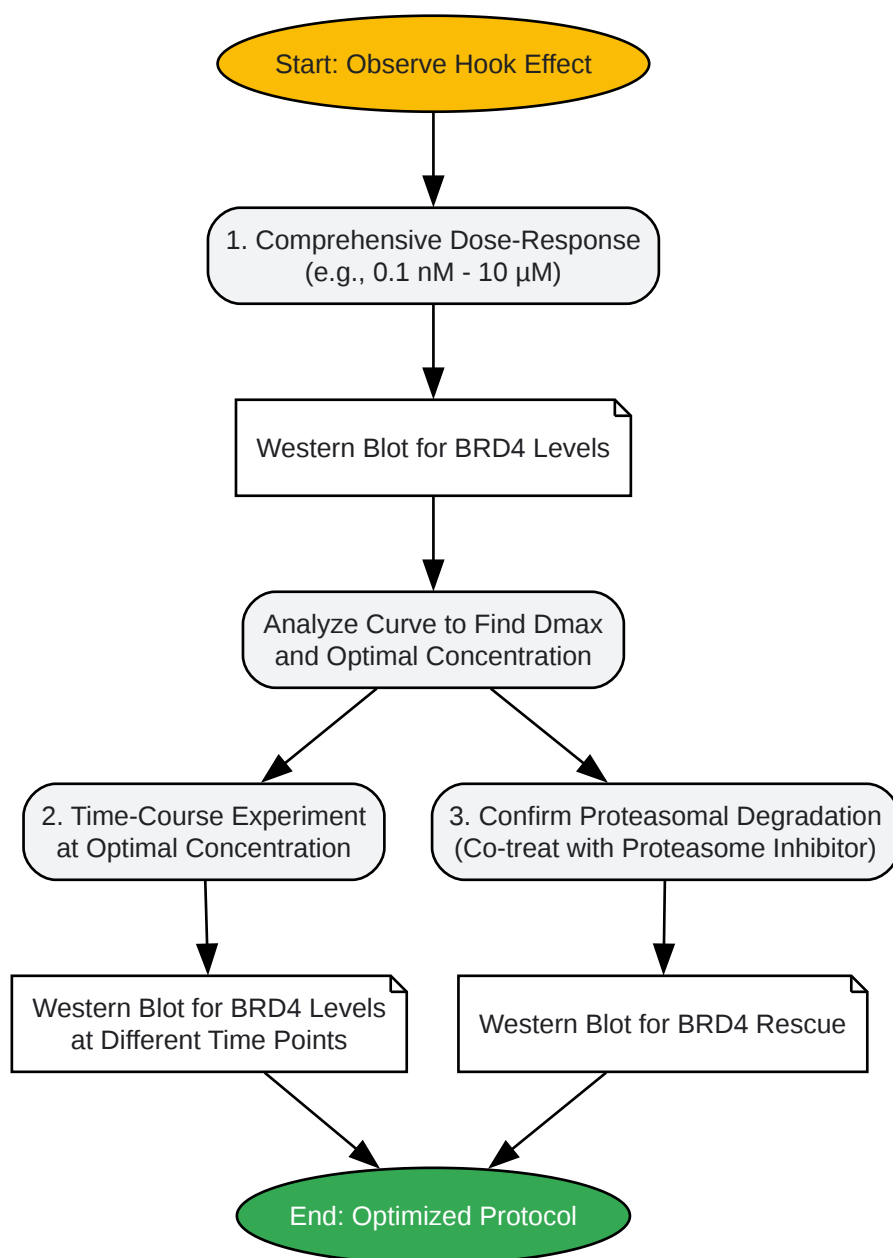 Start: Observe Hook Effect
1. Comprehensive Dose-Response
(e.g., 0.1 nM - 10 µM)
Western Blot for BRD4 Levels
Analyze Curve to Find Dmax
and Optimal Concentration
2. Time-Course Experiment
at Optimal Concentration
3. Confirm Proteasomal Degradation
(Co-treat with Proteasome Inhibitor)
Western Blot for BRD4 Levels
at Different Time Points
Western Blot for BRD4 Rescue
End: Optimized Protocol